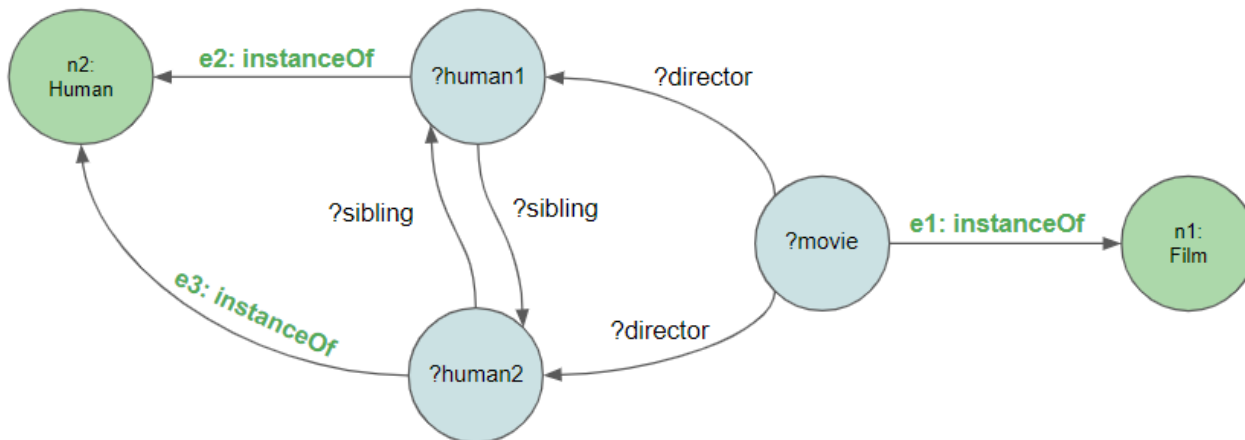 n2:
Human
e2: instanceOf
?human1
?director
?sibling
?sibling
?movie
e1: instanceOf
n1:
Film
e3: instanceOf
?director
?human2